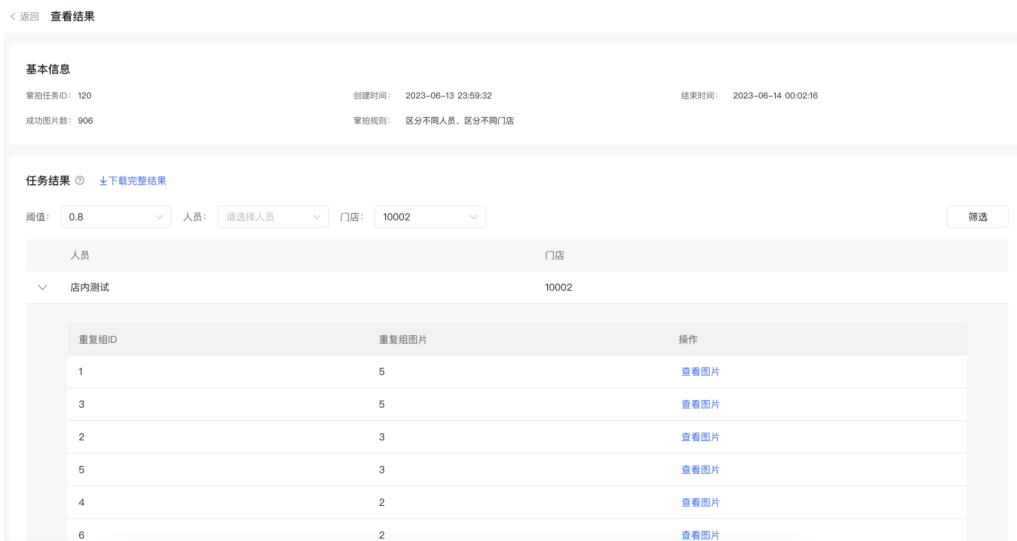 返回 查看结果
基本信息
窜拍任务ID: 120 创建时间: 2023-06-13 23:59:32 结束时间: 2023-06-14 00:02:16
成功图片数: 906 窜拍规则: 区分不同人员、区分不同门店
任务结果 下载完整结果
阈值: 0.8 人员: 请选择人员 门店: 10002 筛选
人员 门店
店内测试 10002
重复组ID 重复组图片 操作
1 5 查看图片
3 5 查看图片
2 3 查看图片
5 3 查看图片
4 2 查看图片
6 2 查看图片